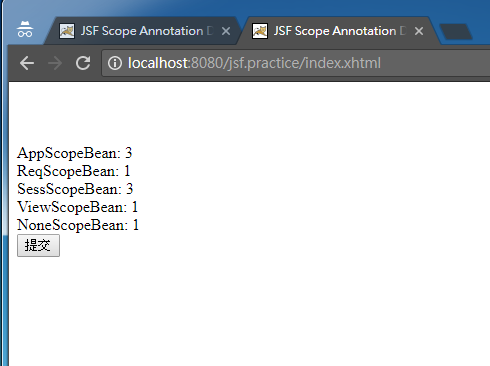 JSF Scope Annotation D
JSF Scope Annotation D
localhost:8080/jsf.practice/index.xhtml
AppScopeBean: 3
ReqScopeBean: 1
SessScopeBean: 3
ViewScopeBean: 1
NoneScopeBean: 1
提交